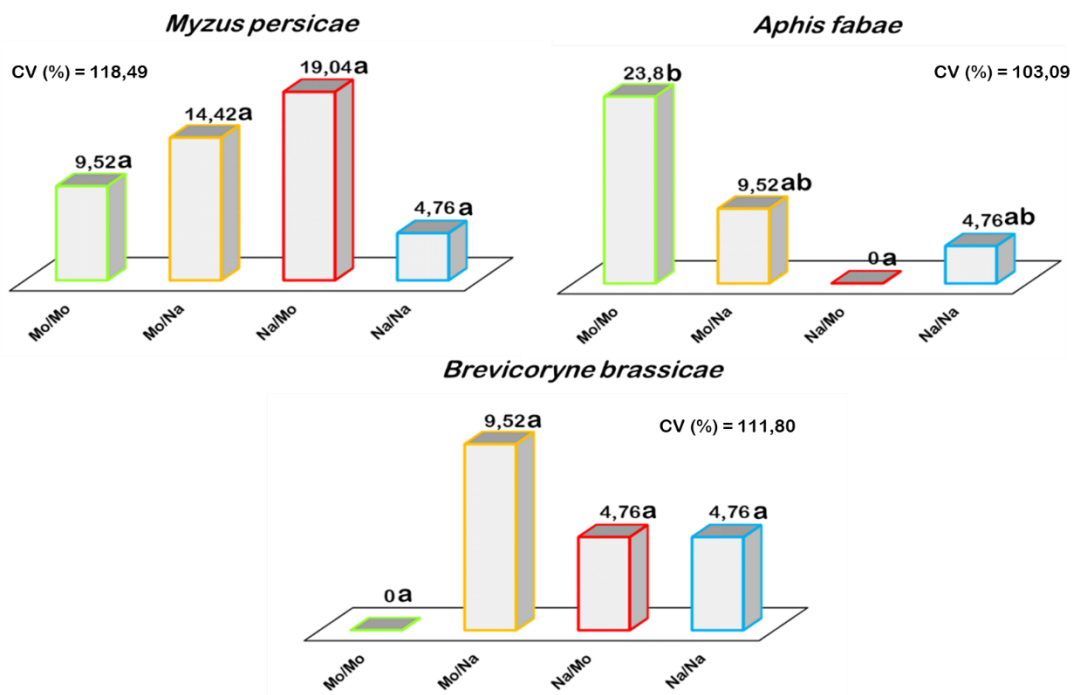 Myzus persicae
CV (%) = 118,49
9,52a
14,42a
19,04a
4,76a
Mo/Mo
Mo/Na
Na/Mo
Na/Na
Aphis fabae
CV (%) = 103,09
23,8b
9,52ab
0a
4,76ab
Mo/Mo
Mo/Na
Na/Mo
Na/Na
Brevicoryne brassicae
CV (%) = 111,80
0a
9,52a
4,76a
4,76a
Mo/Mo
Mo/Na
Na/Mo
Na/Na